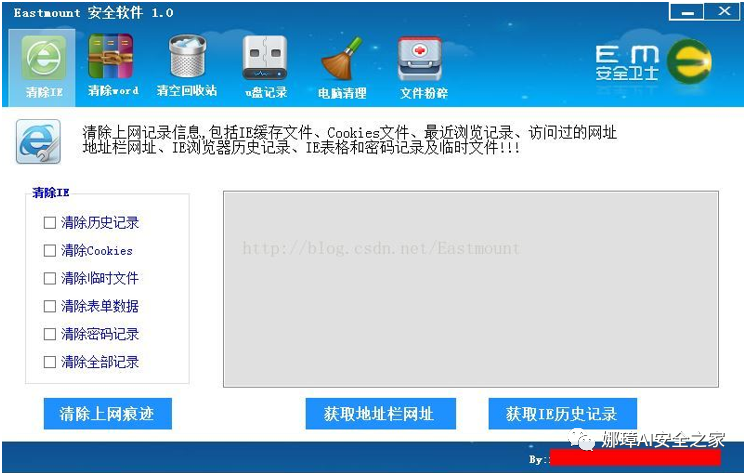 Eastmount 安全软件 1.0
清除IE
清除word
清空回收站
u盘记录
电脑清理
文件粉碎
EM
安全卫士
清除上网记录信息,包括IE缓存文件、Cookies文件、最近浏览记录、访问过的网址
地址栏网址、IE浏览器历史记录、IE表格和密码记录及临时文件!!!
清除IE
清除历史记录
清除Cookies
清除临时文件
清除表单数据
清除密码记录
清除全部记录
http://blog.csdn.net/Eastmount
清除上网痕迹
获取地址栏网址
获取IE历史记录
娜璋AI安全之家
By: